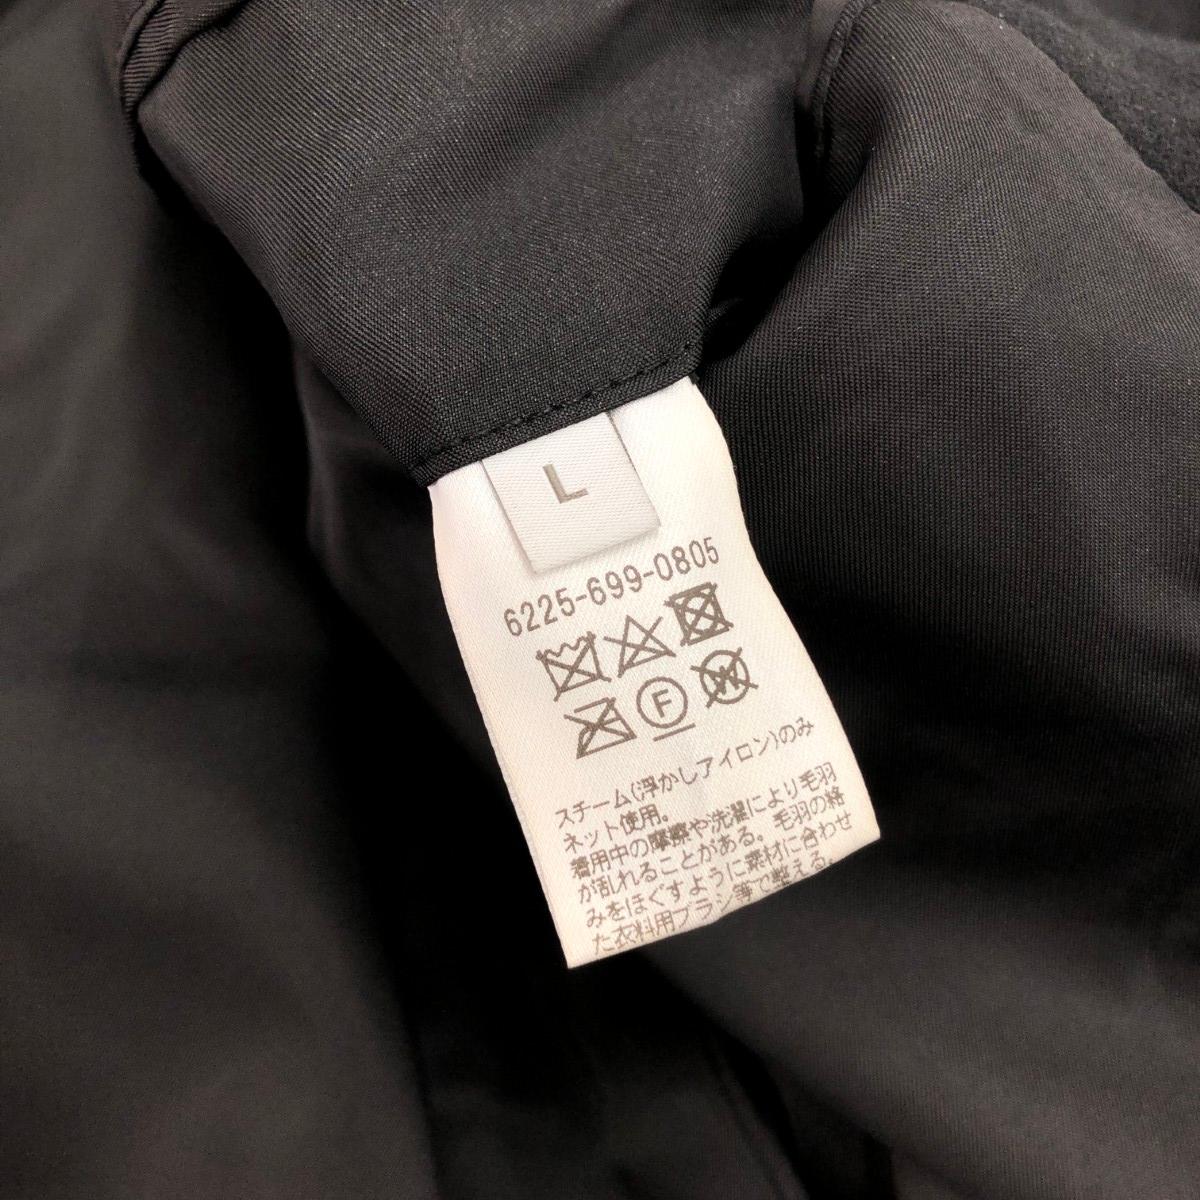 L
6225-699-0805
F
W
スチーム(浮かしアイロン)のみ
ネット使用。
着用中の摩擦や洗濯により毛羽
が乱れることがある。毛羽の絡
みをほぐすように素材に合わせ
た衣料用ブラシ等で整える。